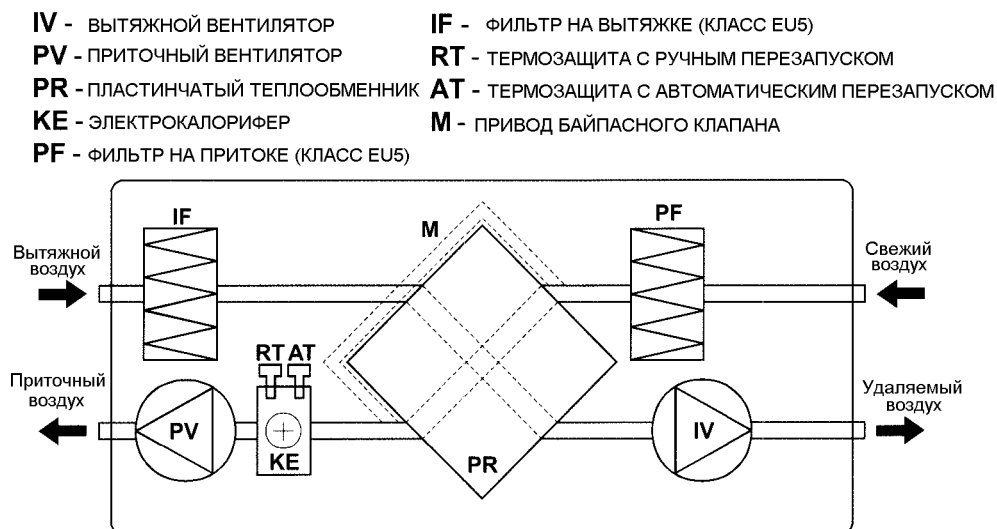 IV - ВЫТЯЖНОЙ ВЕНТИЛЯТОР
PV - ПРИТОЧНЫЙ ВЕНТИЛЯТОР
PR - ПЛАСТИНЧАТЫЙ ТЕПЛООБМЕННИК
KE - ЭЛЕКТРОКАЛОРИФЕР
PF - ФИЛЬТР НА ПРИТОКЕ (КЛАСС EU5)
IF - ФИЛЬТР НА ВЫТЯЖКЕ (КЛАСС EU5)
RT - ТЕРМОЗАЩИТА С РУЧНЫМ ПЕРЕЗАПУСКОМ
AT - ТЕРМОЗАЩИТА С АВТОМАТИЧЕСКИМ ПЕРЕЗАПУСКОМ
M - ПРИВОД БАЙПАСНОГО КЛАПАНА
IF
M
PF
Вытяжной
воздух
Свежий
воздух
RT AT
Приточный
воздух
Удаляемый
воздух
PV
KE
PR
IV